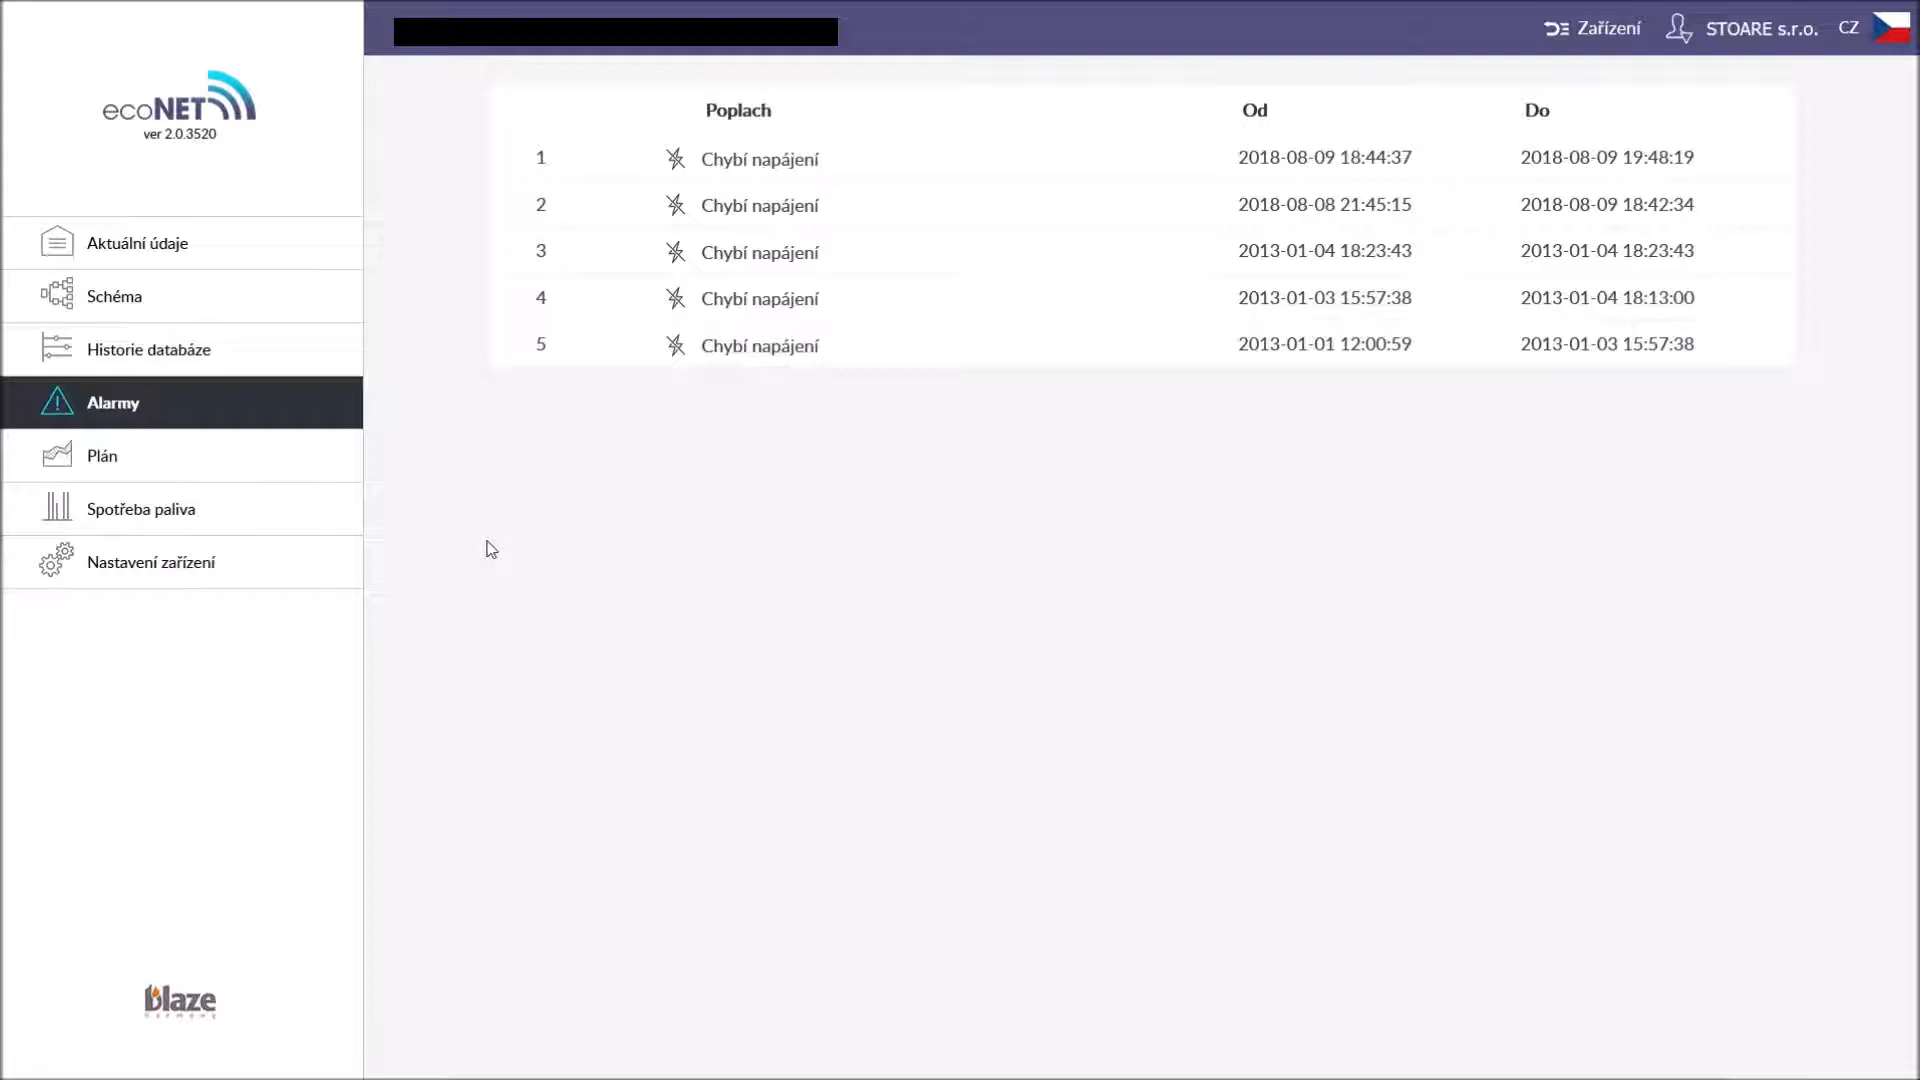 Zařízení STOARE s.r.o. CZ
ecoNET
ver 2.0.3520
Aktuální údaje
Schéma
Historie databáze
Alarmy
Plán
Spotřeba paliva
Nastavení zařízení
blaze
harmony
Poplach Od Do
1 Chybí napájení 2018-08-09 18:44:37 2018-08-09 19:48:19
2 Chybí napájení 2018-08-08 21:45:15 2018-08-09 18:42:34
3 Chybí napájení 2013-01-04 18:23:43 2013-01-04 18:23:43
4 Chybí napájení 2013-01-03 15:57:38 2013-01-04 18:13:00
5 Chybí napájení 2013-01-01 12:00:59 2013-01-03 15:57:38